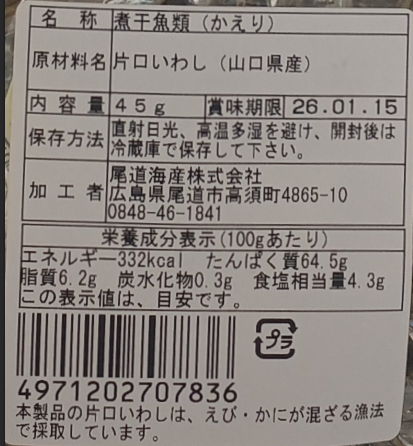 名 称 煮干魚類（かえり）
原材料名 片口いわし（山口県産）
内容量 45g 賞味期限 26.01.15
保存方法 直射日光、高温多湿を避け、開封後は
冷蔵庫で保存して下さい。
加工者 尾道海産株式会社
広島県尾道市高須町4865-10
0848-46-1841
栄養成分表示(100gあたり)
エネルギー332kcal たんぱく質64.5g
脂質6.2g 炭水化物0.3g 食塩相当量4.3g
この表示値は、目安です。
プラ
4971202707836
本製品の片口いわしは、えび・かにが混ざる漁法
で採取しています。